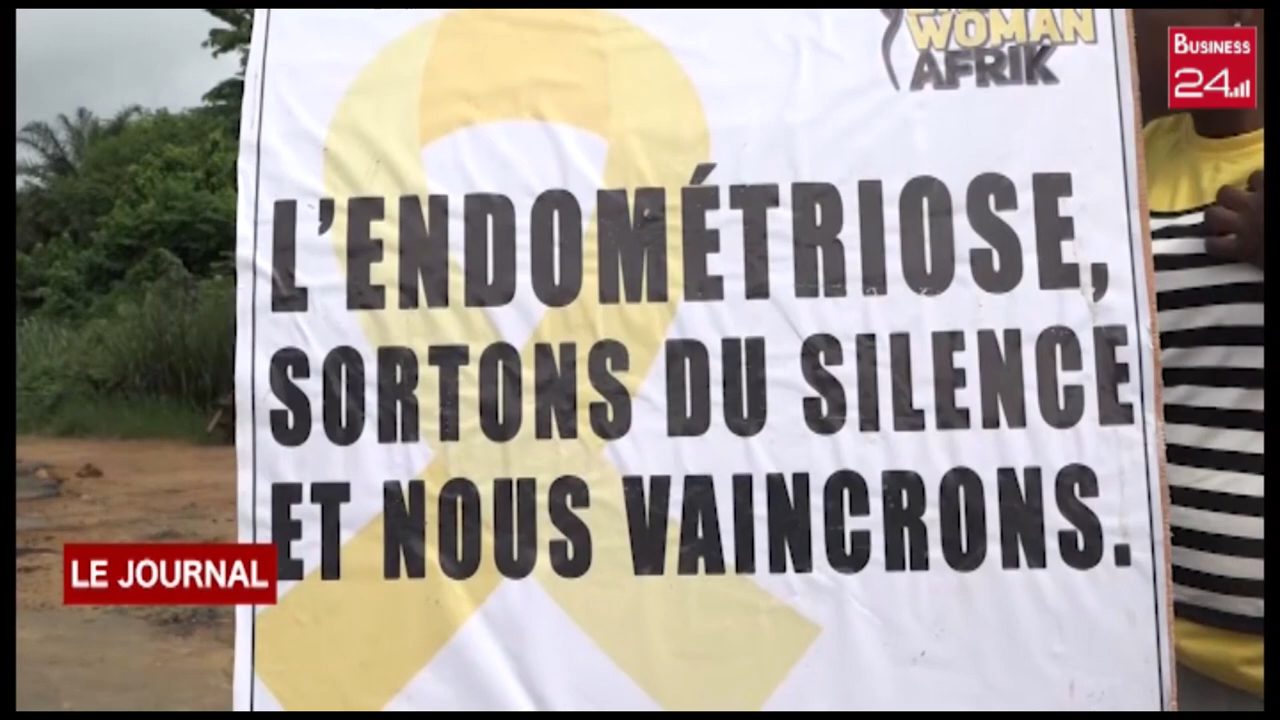 WOMAN
AFRIK
BUSINESS
24
L'ENDOMÉTRIOSE,
SORTONS DU SILENCE
ET NOUS VAINCRONS.
LE JOURNAL